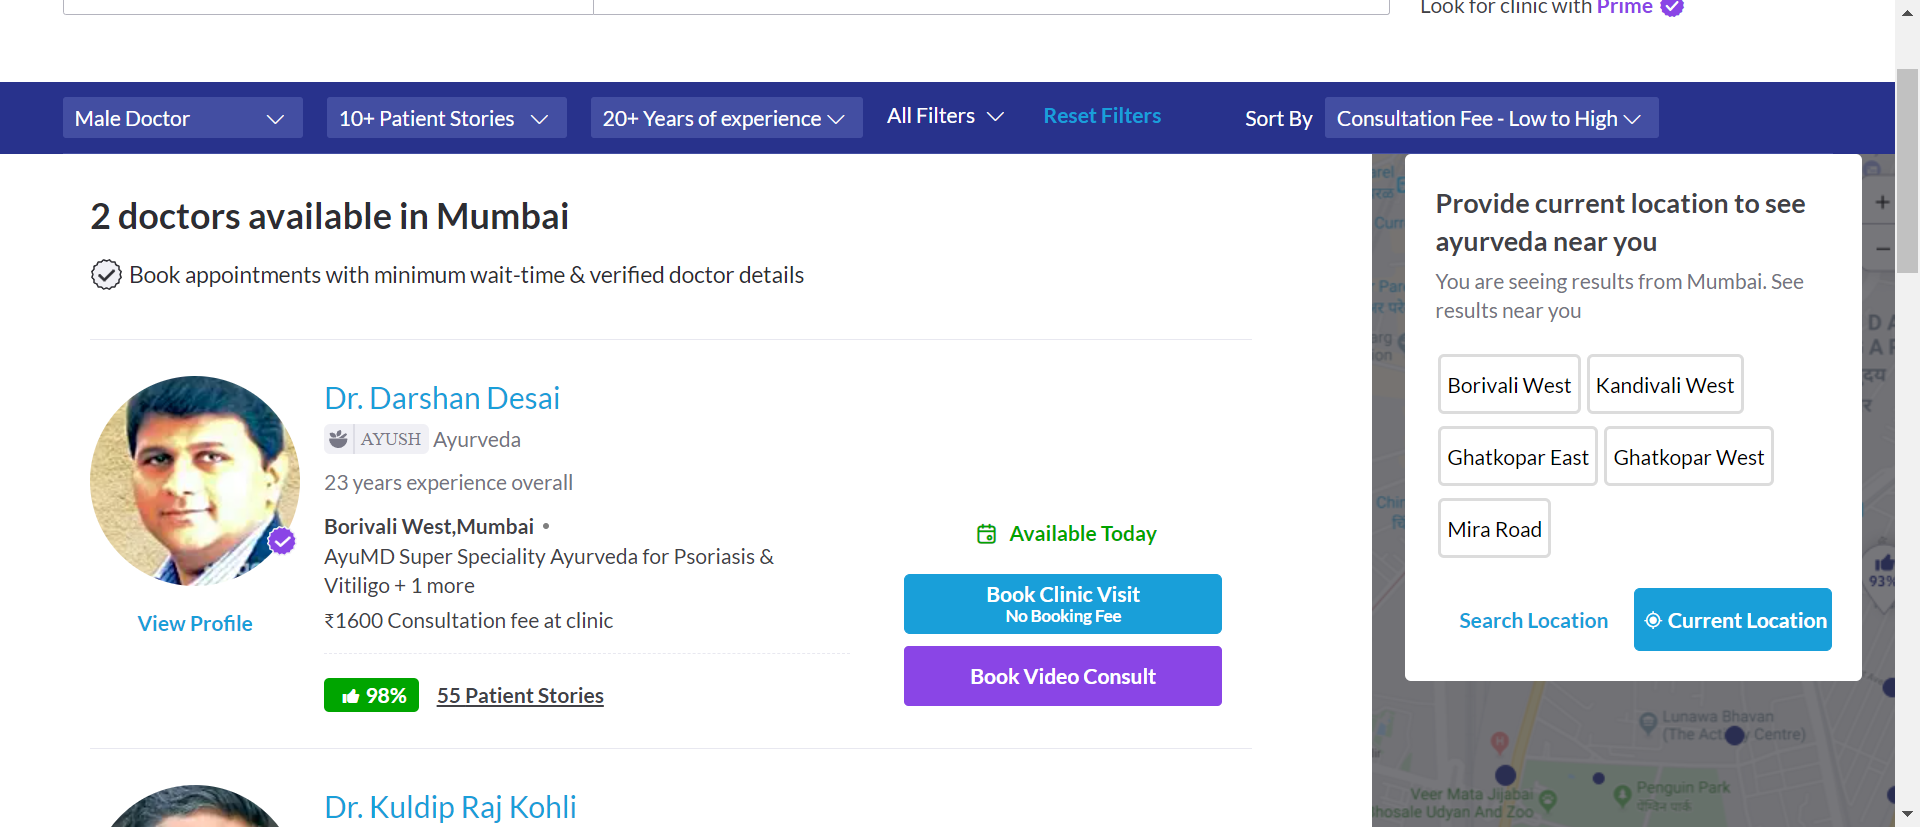 Look for clinic with Prime
Male Doctor
10+ Patient Stories
20+ Years of experience
All Filters
Reset Filters
Sort By
Consultation Fee - Low to High
2 doctors available in Mumbai
Book appointments with minimum wait-time & verified doctor details
Dr. Darshan Desai
AYUSH Ayurveda
23 years experience overall
Borivali West,Mumbai •
AyuMD Super Speciality Ayurveda for Psoriasis &
Vitiligo + 1 more
₹1600 Consultation fee at clinic
98% 55 Patient Stories
View Profile
Available Today
Book Clinic Visit
No Booking Fee
Book Video Consult
Dr. Kuldip Raj Kohli
Provide current location to see
ayurveda near you
You are seeing results from Mumbai. See
results near you
Borivali West
Kandivali West
Ghatkopar East
Ghatkopar West
Mira Road
Search Location
Current Location
93%
Lunawa Bhavan
Centre)
Penguin Park
पेंग्विन पार्क
Veer Mata Jijabai
Bhosale Udyan And Zoo